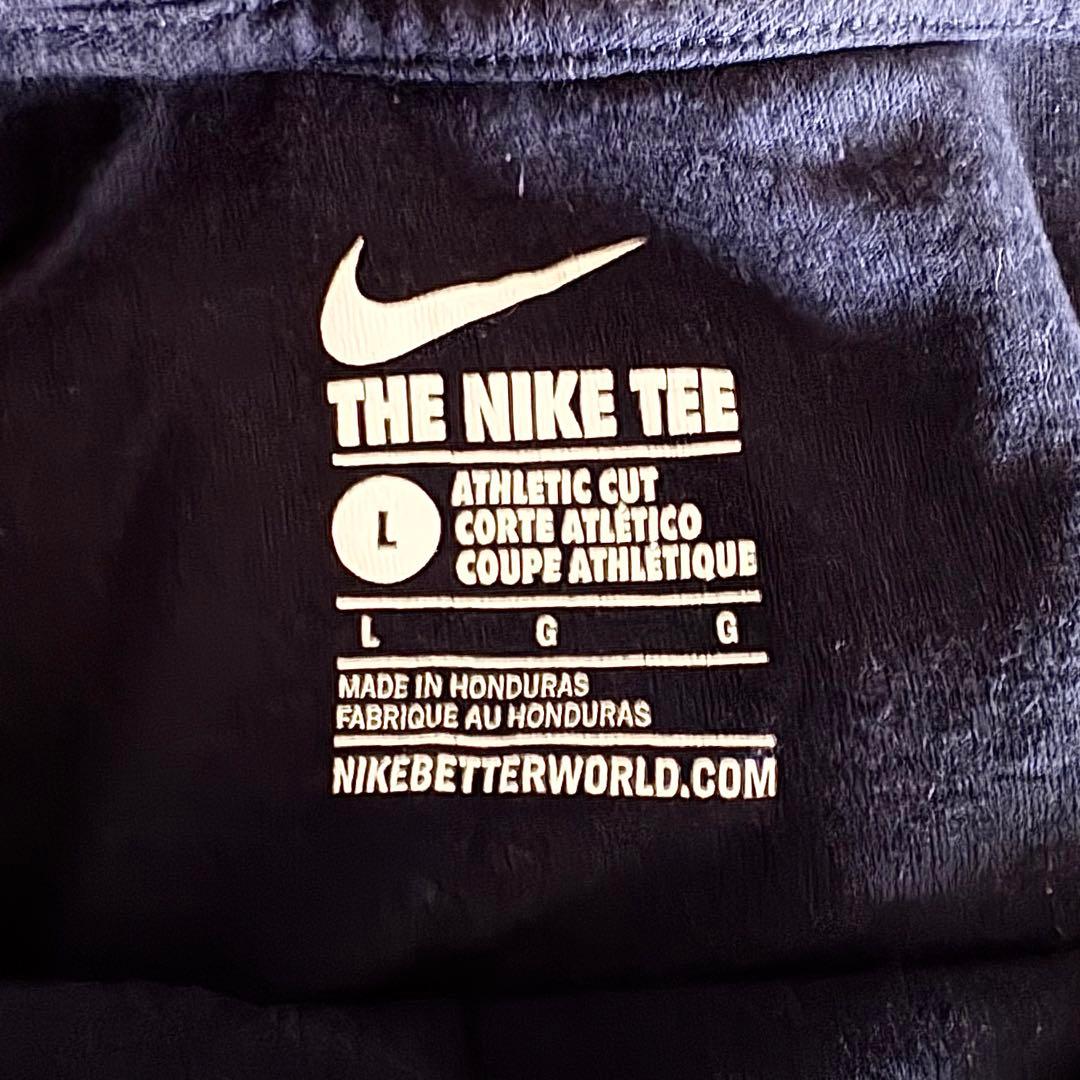 THE NIKE TEE
L
ATHLETIC CUT
CORTE ATLÉTICO
COUPE ATHLÉTIQUE
L G G
MADE IN HONDURAS
FABRIQUE AU HONDURAS
NIKEBETTERWORLD.COM